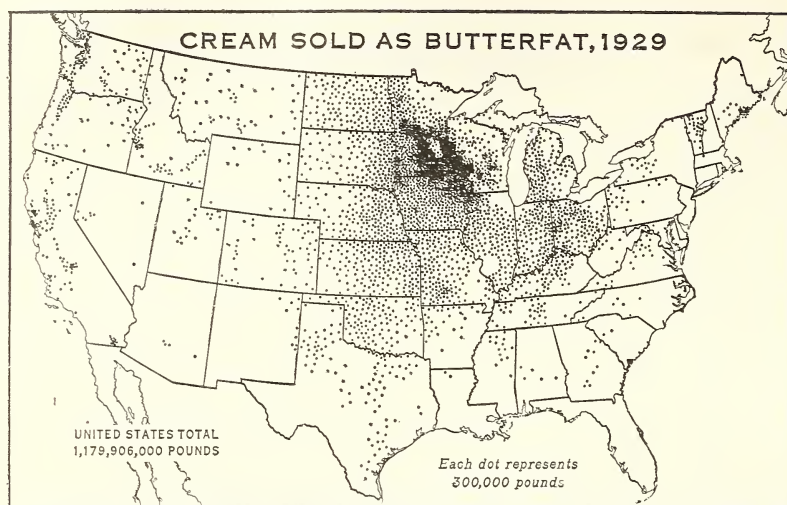 CREAM SOLD AS BUTTERFAT, 1929
UNITED STATES TOTAL
1,179,906,000 POUNDS
Each dot represents
300,000 pounds